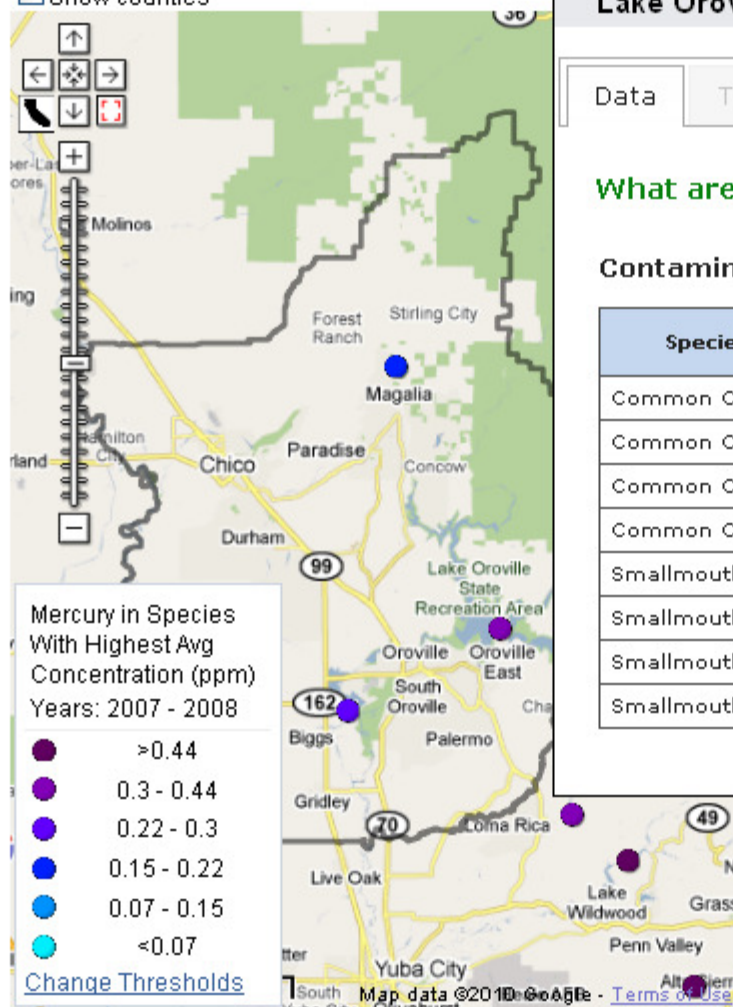 Show counties
36
Molinos
Forest
Ranch
Stirling City
Magalia
Hamilton
City
Chico
Paradise
Concow
Durham
99
Lake Oroville
State
Recreation Area
Oroville
Oroville
East
South
Oroville
162
Biggs
Palermo
Gridley
70
Loma Rica
49
Live Oak
Lake
Wildwood
Penn Valley
Yuba City
South
Map data ©2010 Google - Terms of Use
Mercury in Species
With Highest Avg
Concentration (ppm)
Years: 2007 - 2008
>0.44
0.3 - 0.44
0.22 - 0.3
0.15 - 0.22
0.07 - 0.15
<0.07
Change Thresholds
Lake Orov
Data T
What are
Contamin
Specie
Common C
Common C
Common C
Common C
Smallmouth
Smallmouth
Smallmouth
Smallmouth